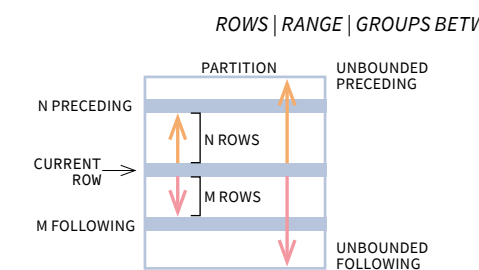 ROWS | RANGE | GROUPS
PARTITION
UNBOUNDED
PRECEDING
N PRECEDING
N ROWS
CURRENT
ROW
M ROWS
M FOLLOWING
UNBOUNDED
FOLLOWING